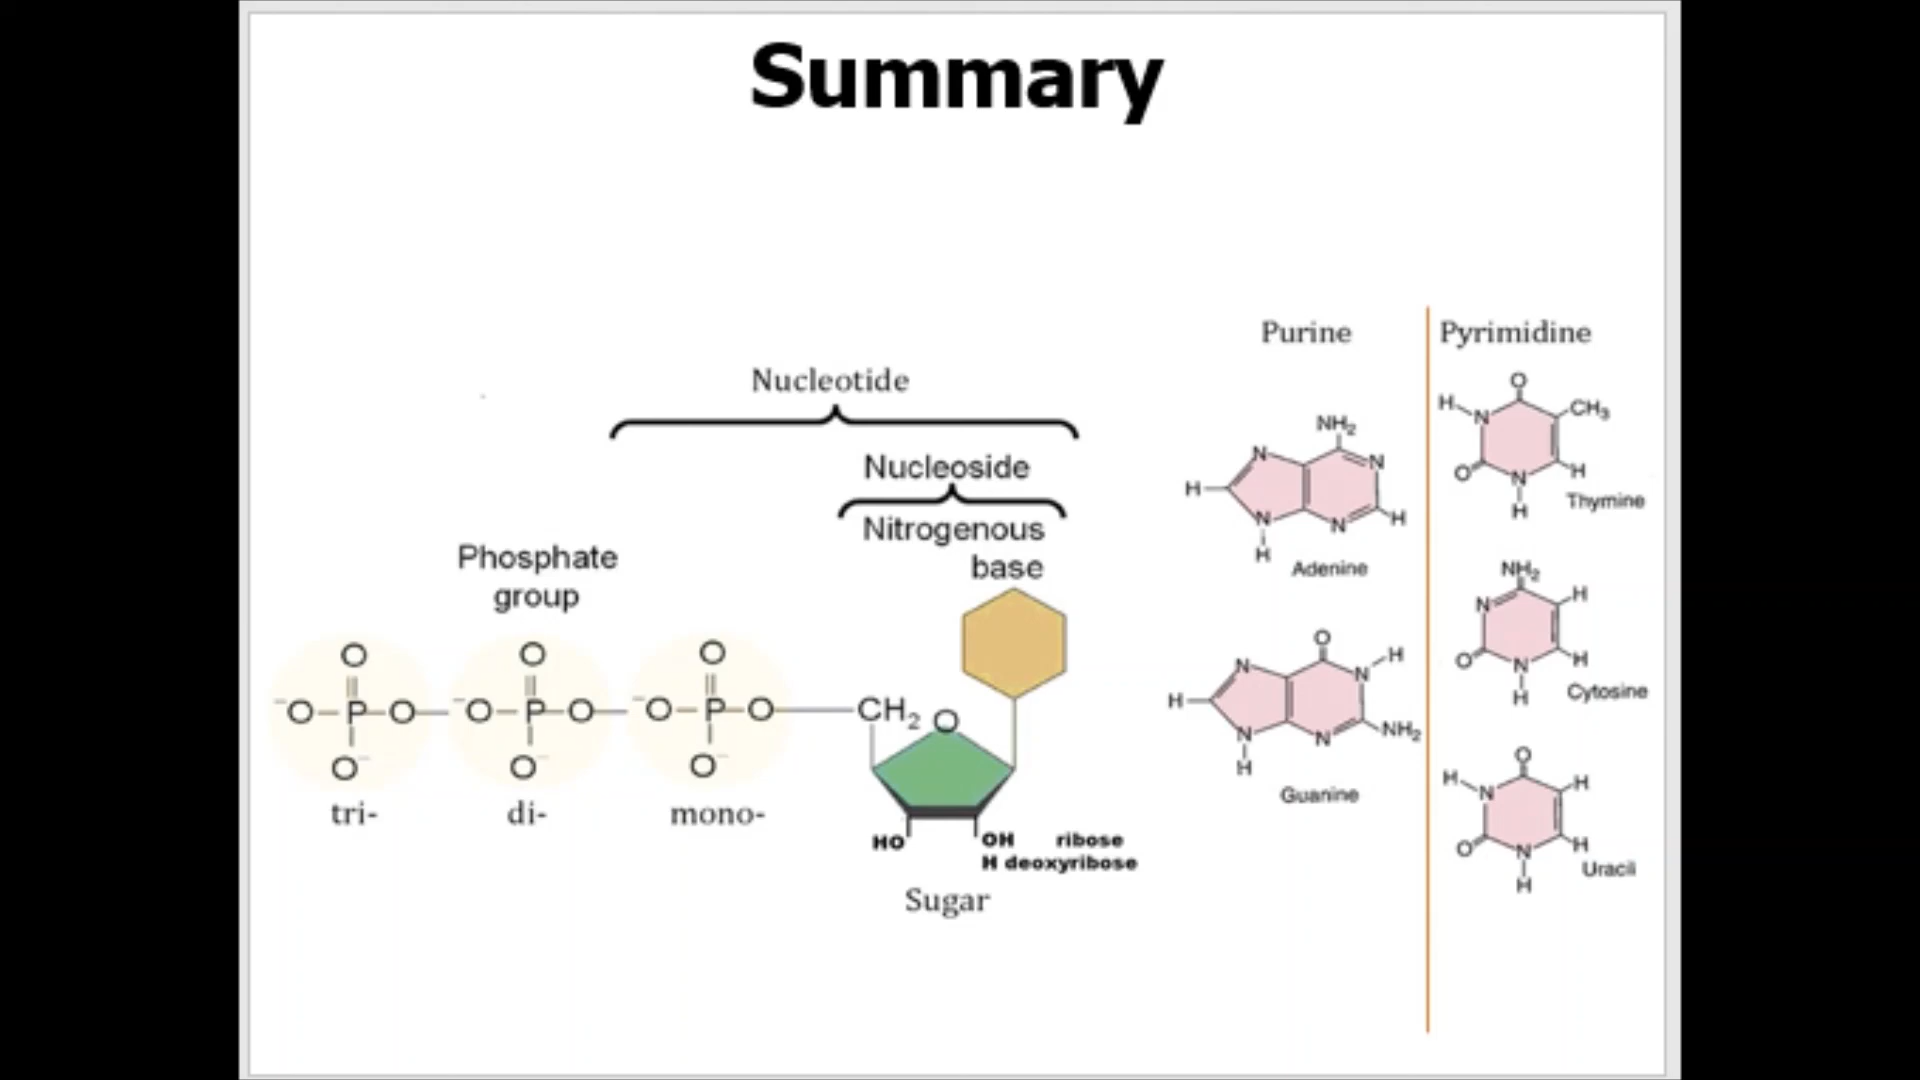 Summary
Nucleotide
Nucleoside
Nitrogenous
base
Phosphate
group
O O O
⁻O-P-O ⁻O-P-O ⁻O-P-O CH₂ O
O⁻ O⁻ O⁻
tri- di- mono-
HO OH ribose
H deoxyribose
Sugar
Purine
NH₂
N N
H
N N H
H
Adenine
O
N N H
H
N N NH₂
H
Guanine
Pyrimidine
O
H N CH₃
O N H
H
Thymine
NH₂
N H
O N H
H
Cytosine
O
H N H
O N H
H
Uracil